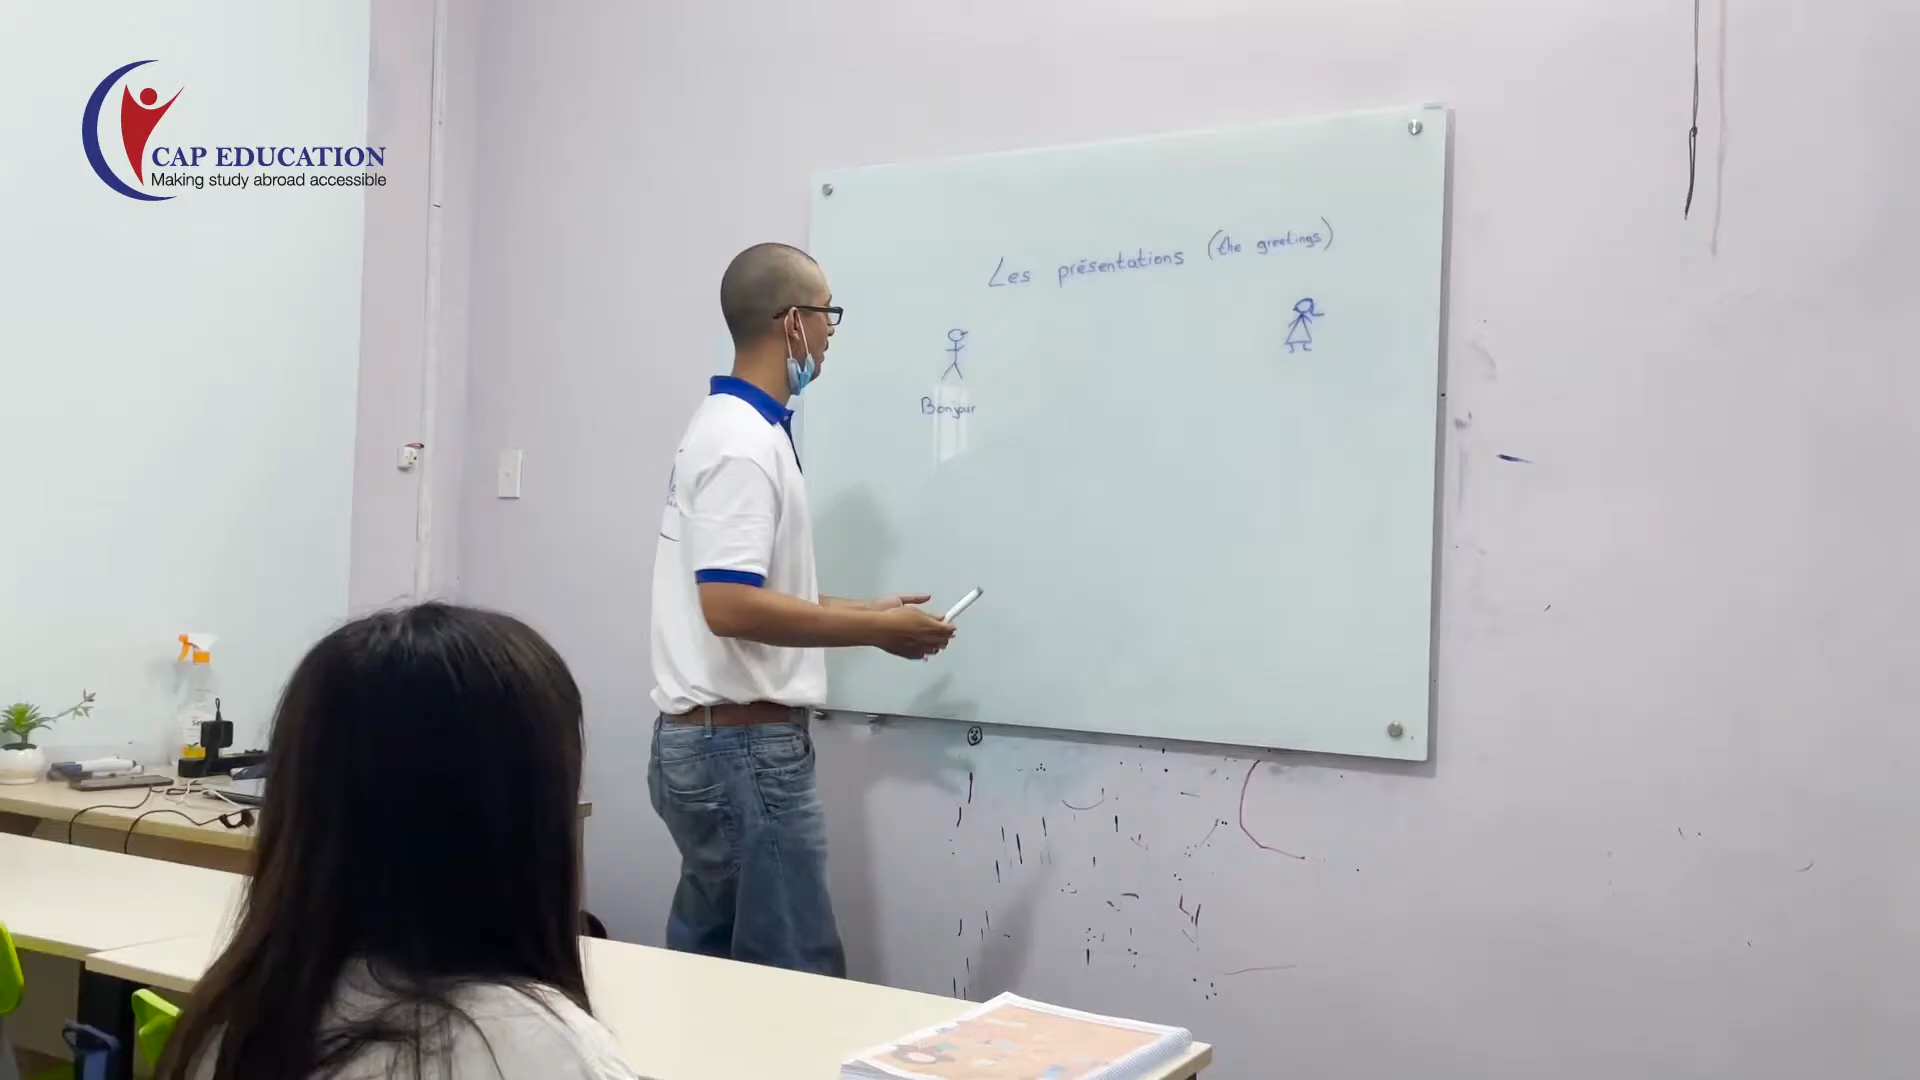 CAP EDUCATION
Making study abroad accessible
Les présentations (the greetings)
Bonjour